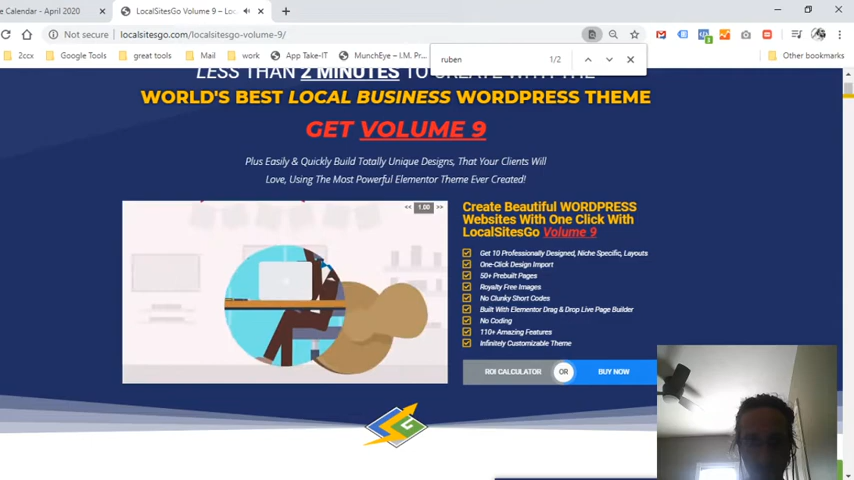 e Calendar - April 2020
LocalSitesGo Volume 9 – Loc
Not secure
localsitesgo.com/localsitesgo-volume-9/
2ccx
Google Tools
great tools
Mail
work
App Take-IT
MunchEye – I.M. Pr...
Other bookmarks
ruben
1/2
LESS THAN 2 MINUTES TO CREATE WITH THE
WORLD'S BEST LOCAL BUSINESS WORDPRESS THEME
GET VOLUME 9
Plus Easily & Quickly Build Totally Unique Designs, That Your Clients Will
Love, Using The Most Powerful Elementor Theme Ever Created!
<< 1.00 >>
Create Beautiful WORDPRESS
Websites With One Click With
LocalSitesGo Volume 9
Get 10 Professionally Designed, Niche Specific, Layouts
One-Click Design Import
50+ Prebuilt Pages
Royalty Free Images
No Clunky Short Codes
Built With Elementor Drag & Drop Live Page Builder
No Coding
110+ Amazing Features
Infinitely Customizable Theme
ROI CALCULATOR
OR
BUY NOW